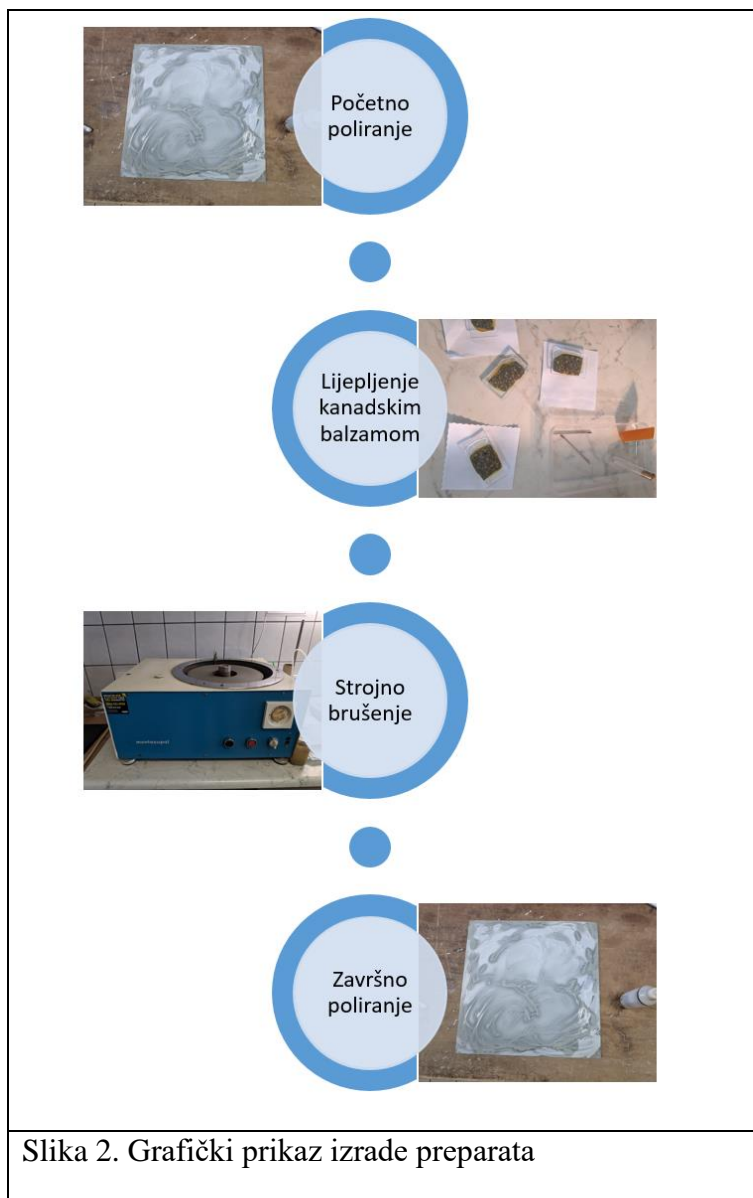 Početno
poliranje
Lijepljenje
kanadskim
balzamom
Strojno
brušenje
Završno
poliranje
Slika 2. Grafički prikaz izrade preparata